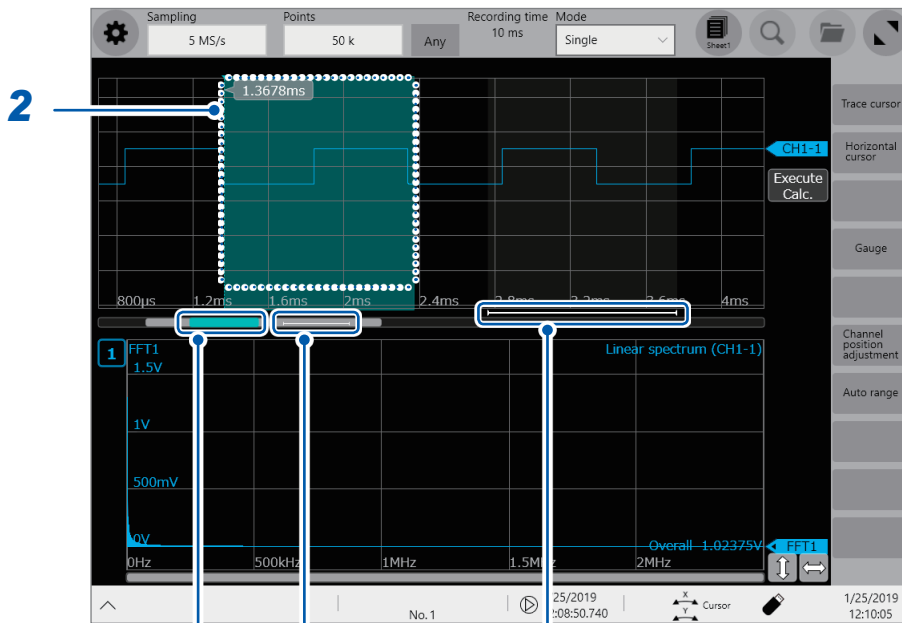 Sampling
Points
Recording time
Mode
5 MS/s
50 k
Any
10 ms
Single
Sheet1
2
1.3678ms
Trace cursor
CH1-1
Horizontal
cursor
Execute
Calc.
Gauge
800μs
1.2ms
1.6ms
2ms
2.4ms
2.8ms
3.2ms
3.6ms
4ms
Channel
position
adjustment
1
FFT1
Linear spectrum (CH1-1)
1.5V
Auto range
1V
500mV
0V
Overall 1.02375V
FFT1
0Hz
500kHz
1MHz
1.5MHz
2MHz
No. 1
25/2019
2:08:50.740
X
Y
Cursor
1/25/2019
12:10:05